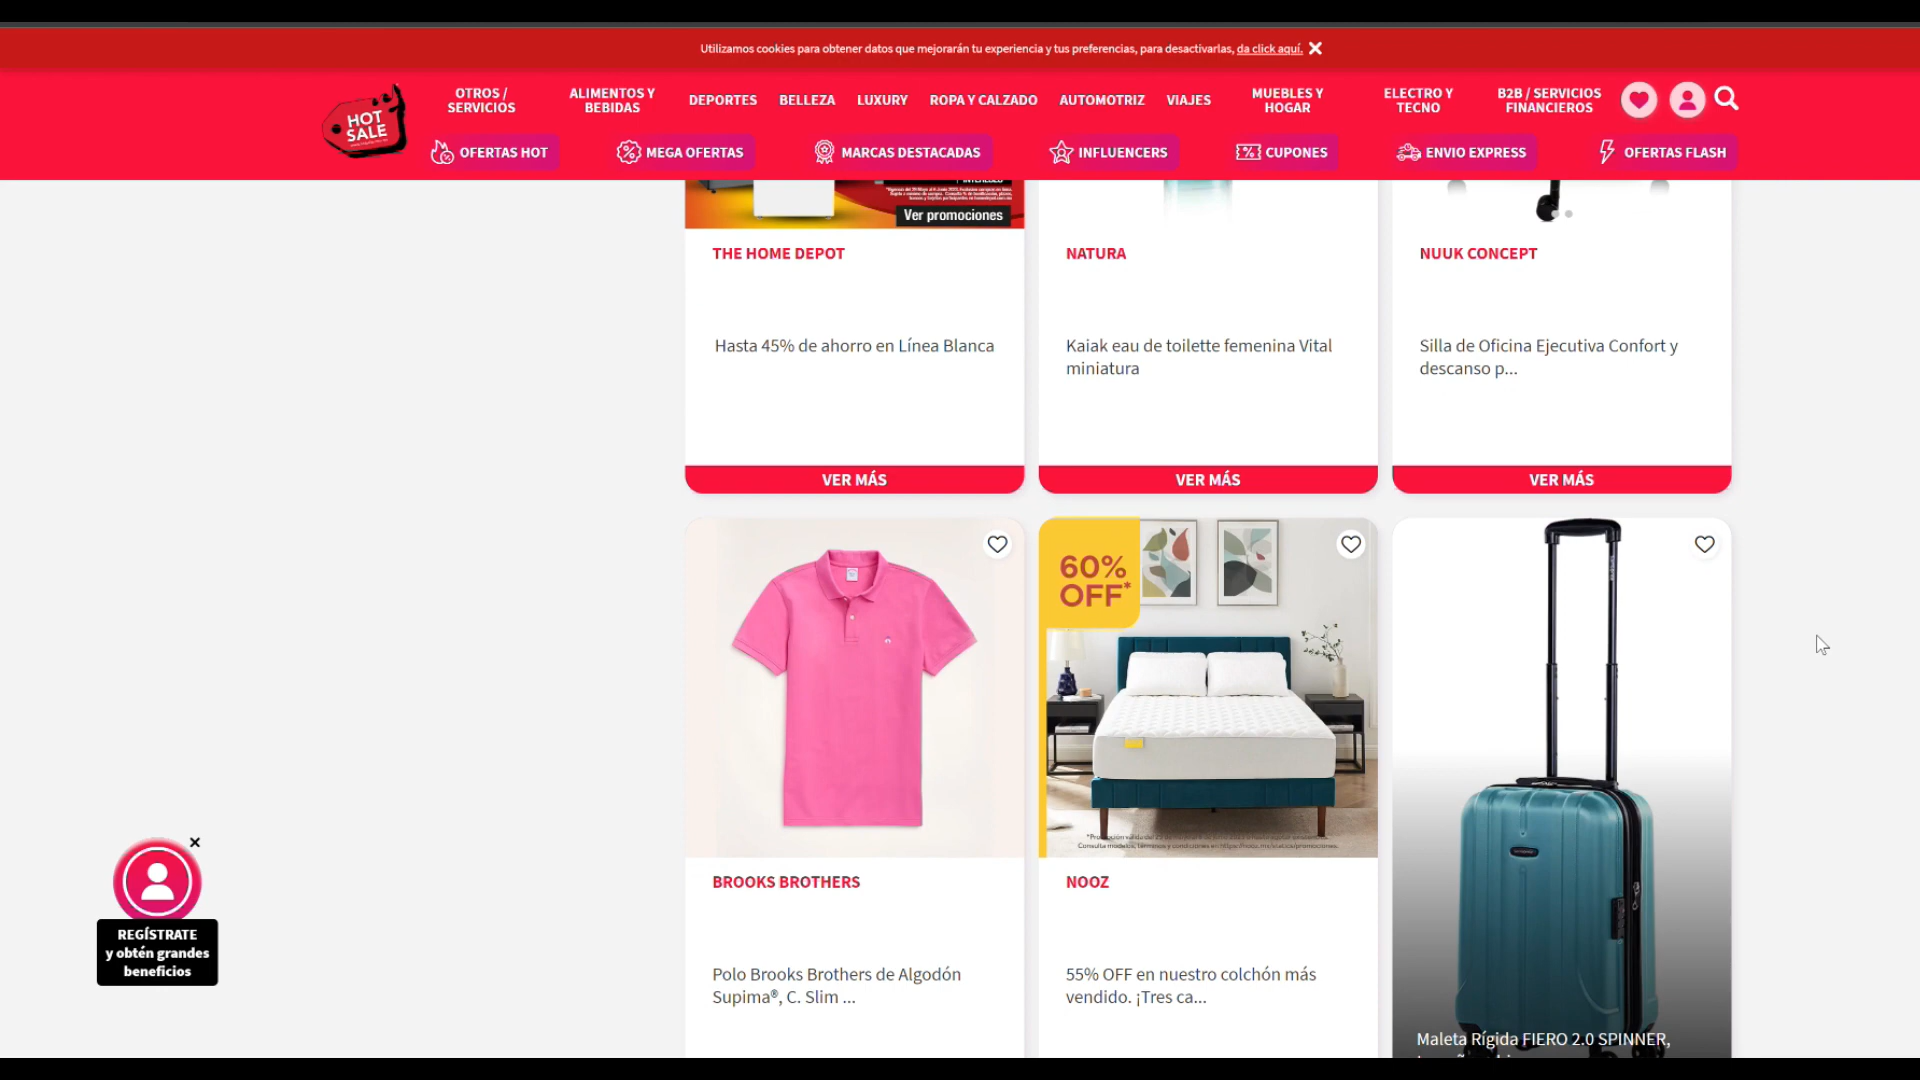 Utilizamos cookies para obtener datos que mejorarán tu experiencia y tus preferencias, para desactivarlas, da click aquí.
HOT
SALE
OTROS /
SERVICIOS
ALIMENTOS Y
BEBIDAS
DEPORTES
BELLEZA
LUXURY
ROPA Y CALZADO
AUTOMOTRIZ
VIAJES
MUEBLES Y
HOGAR
ELECTRO Y
TECNO
B2B / SERVICIOS
FINANCIEROS
OFERTAS HOT
MEGA OFERTAS
MARCAS DESTACADAS
INFLUENCERS
CUPONES
ENVIO EXPRESS
OFERTAS FLASH
Ver promociones
THE HOME DEPOT
NATURA
NUUK CONCEPT
Hasta 45% de ahorro en Línea Blanca
Kaiak eau de toilette femenina Vital
miniatura
Silla de Oficina Ejecutiva Confort y
descanso p...
VER MÁS
VER MÁS
VER MÁS
60%
OFF*
BROOKS BROTHERS
NOOZ
Polo Brooks Brothers de Algodón
Supima®, C. Slim ...
55% OFF en nuestro colchón más
vendido. ¡Tres ca...
Maleta Rígida FIERO 2.0 SPINNER,
REGÍSTRATE
y obtén grandes
beneficios